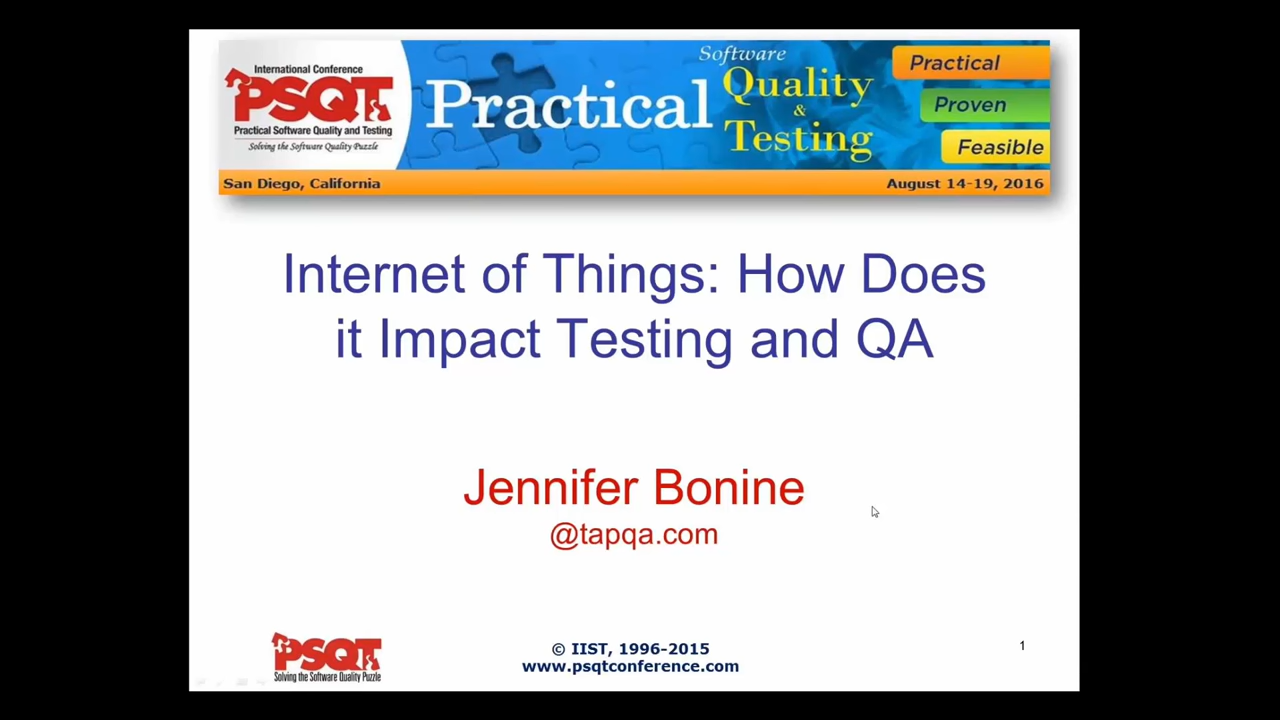 International Conference
PSQT
Practical Software Quality and Testing
Solving the Software Quality Puzzle
Practical
Software
Quality
&
Testing
Practical
Proven
Feasible
San Diego, California
August 14-19, 2016
Internet of Things: How Does
it Impact Testing and QA
Jennifer Bonine
@tapqa.com
PSQT
Solving the Software Quality Puzzle
© IIST, 1996-2015
www.psqtconference.com
1